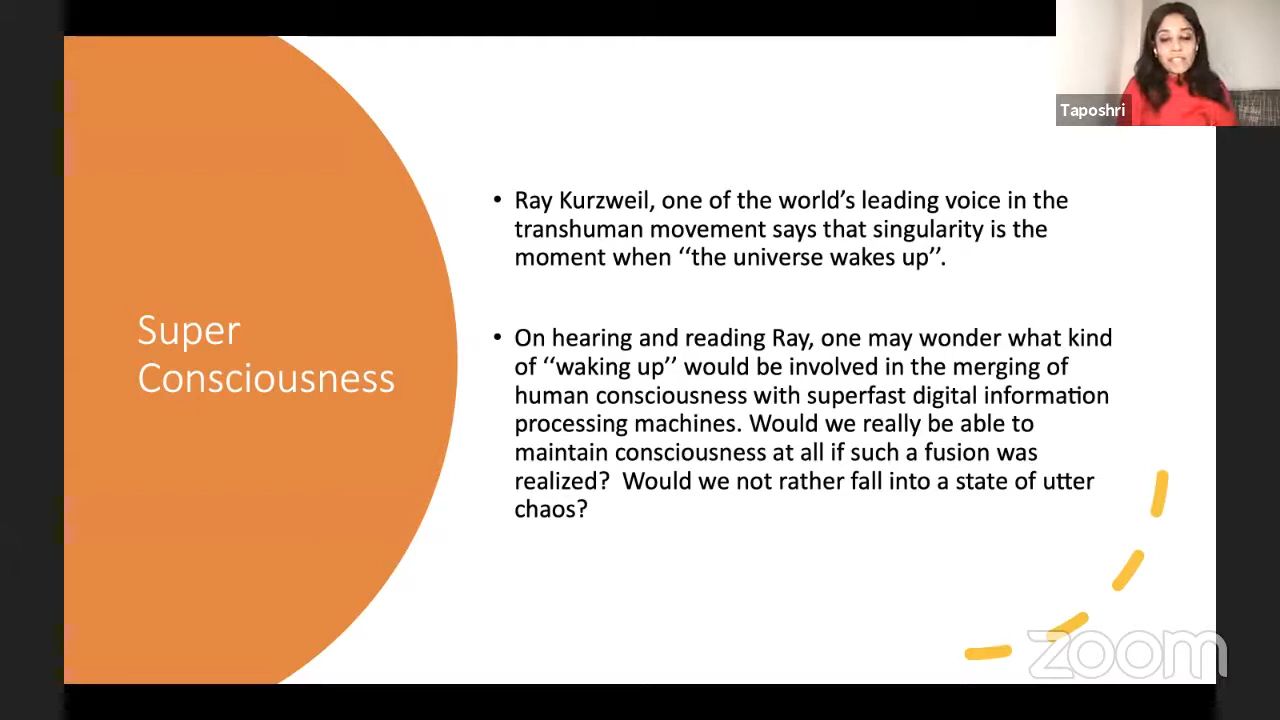 Taposhri
Super
Consciousness
• Ray Kurzweil, one of the world’s leading voice in the
transhuman movement says that singularity is the
moment when ‘‘the universe wakes up’’.
• On hearing and reading Ray, one may wonder what kind
of ‘‘waking up’’ would be involved in the merging of
human consciousness with superfast digital information
processing machines. Would we really be able to
maintain consciousness at all if such a fusion was
realized?  Would we not rather fall into a state of utter
chaos?
zoom